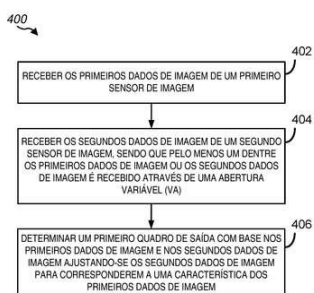 400
402
RECEBER OS PRIMEIROS DADOS DE IMAGEM DE UM PRIMEIRO
SENSOR DE IMAGEM
404
RECEBER OS SEGUNDOS DADOS DE IMAGEM DE UM SEGUNDO
SENSOR DE IMAGEM, SENDO QUE PELO MENOS UM DENTRE
OS PRIMEIROS DADOS DE IMAGEM OU OS SEGUNDOS DADOS
DE IMAGEM É RECEBIDO ATRAVÉS DE UMA ABERTURA
VARIÁVEL (VA)
406
DETERMINAR UM PRIMEIRO QUADRO DE SAÍDA COM BASE NOS
PRIMEIROS DADOS DE IMAGEM E NOS SEGUNDOS DADOS DE
IMAGEM AJUSTANDO-SE OS SEGUNDOS DADOS DE IMAGEM
PARA CORRESPONDEREM A UMA CARACTERÍSTICA DOS
PRIMEIROS DADOS DE IMAGEM